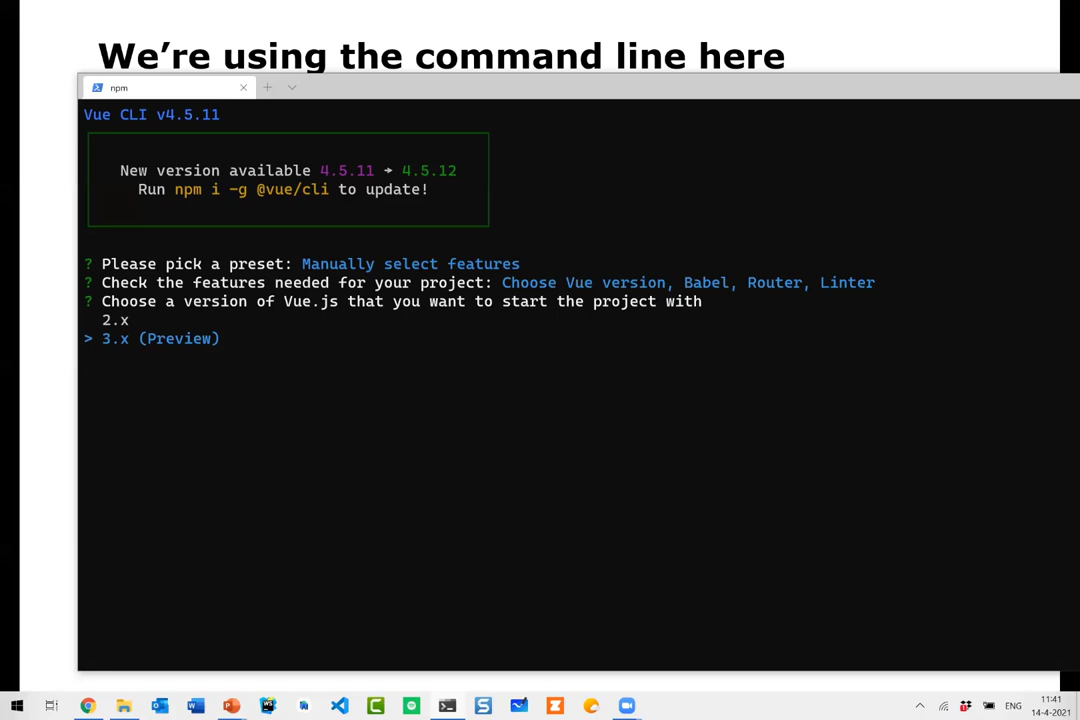 We're using the command line here
npm
Vue CLI v4.5.11
New version available 4.5.11 → 4.5.12
Run npm i -g @vue/cli to update!
? Please pick a preset: Manually select features
? Check the features needed for your project: Choose Vue version, Babel, Router, Linter
? Choose a version of Vue.js that you want to start the project with
2.x
> 3.x (Preview)
ENG
11:41
14-4-2021